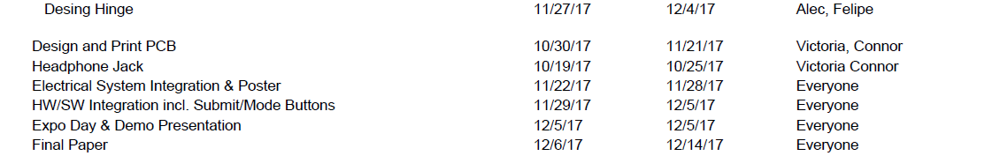 Desing Hinge 11/27/17 12/4/17 Alec, Felipe
Design and Print PCB 10/30/17 11/21/17 Victoria, Connor
Headphone Jack 10/19/17 10/25/17 Victoria Connor
Electrical System Integration & Poster 11/22/17 11/28/17 Everyone
HW/SW Integration incl. Submit/Mode Buttons 11/29/17 12/5/17 Everyone
Expo Day & Demo Presentation 12/5/17 12/5/17 Everyone
Final Paper 12/6/17 12/14/17 Everyone